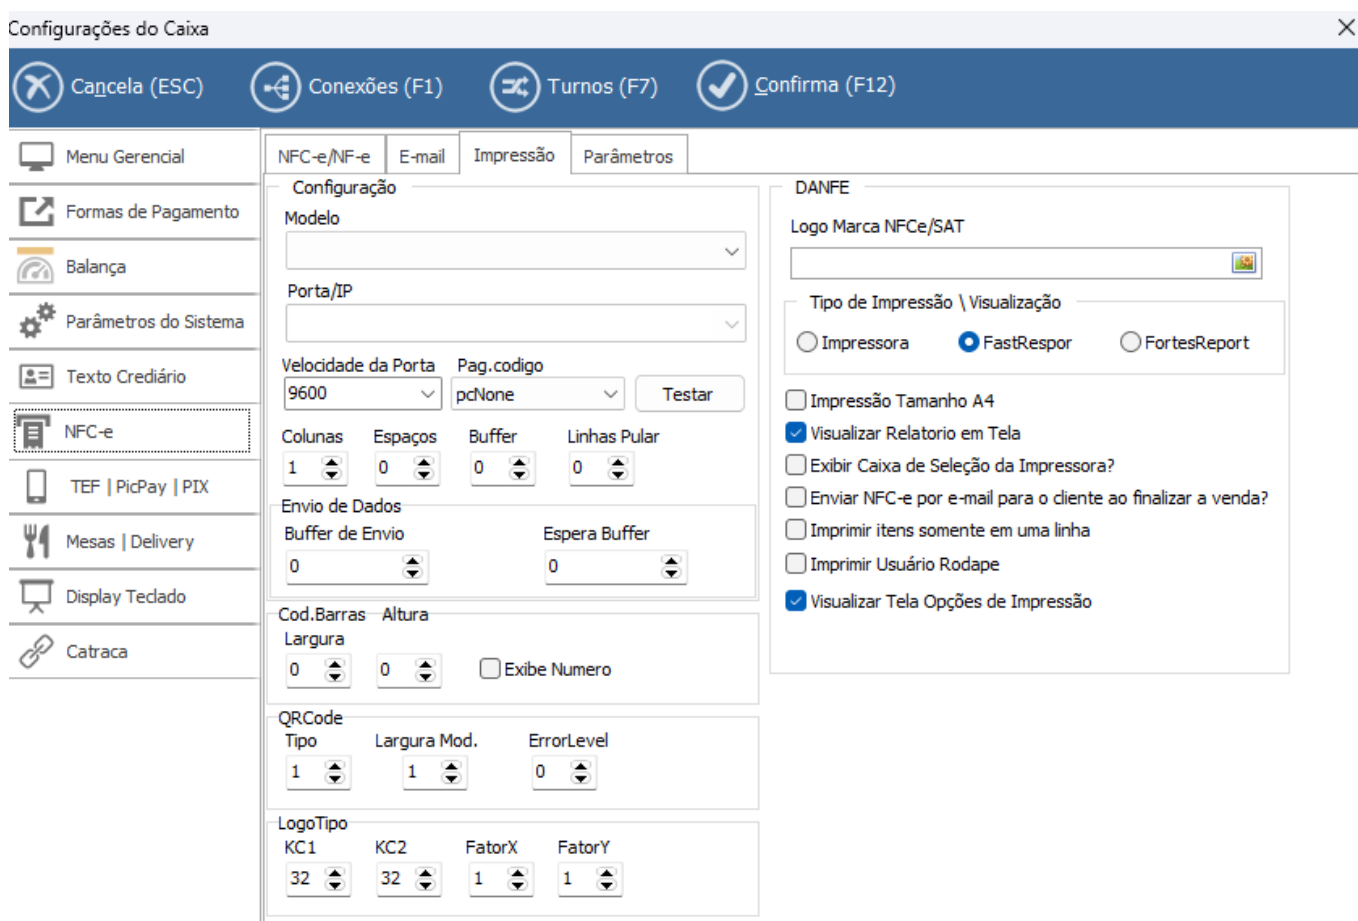 Configurações do Caixa
Cancela (ESC)
Conexões (F1)
Turnos (F7)
Confirma (F12)
Menu Gerencial
Formas de Pagamento
Balança
Parâmetros do Sistema
Texto Crediário
NFC-e
TEF | PicPay | PIX
Mesas | Delivery
Display Teclado
Catraca
NFC-e/NF-e
E-mail
Impressão
Parâmetros
Configuração
Modelo
Porta/IP
Velocidade da Porta
Pag.codigo
9600
pcNone
Testar
Colunas
Espaços
Buffer
Linhas Pular
1
0
0
0
Envio de Dados
Buffer de Envio
Espera Buffer
0
0
Cod.Barras
Altura
Largura
0
0
Exibe Numero
QRCode
Tipo
Largura Mod.
ErrorLevel
1
1
0
LogoTipo
KC1
KC2
FatorX
FatorY
32
32
1
1
DANFE
Logo Marca NFCe/SAT
Tipo de Impressão \ Visualização
Impressora
FastRespor
FortesReport
Impressão Tamanho A4
Visualizar Relatorio em Tela
Exibir Caixa de Seleção da Impressora?
Enviar NFC-e por e-mail para o cliente ao finalizar a venda?
Imprimir itens somente em uma linha
Imprimir Usuário Rodape
Visualizar Tela Opções de Impressão